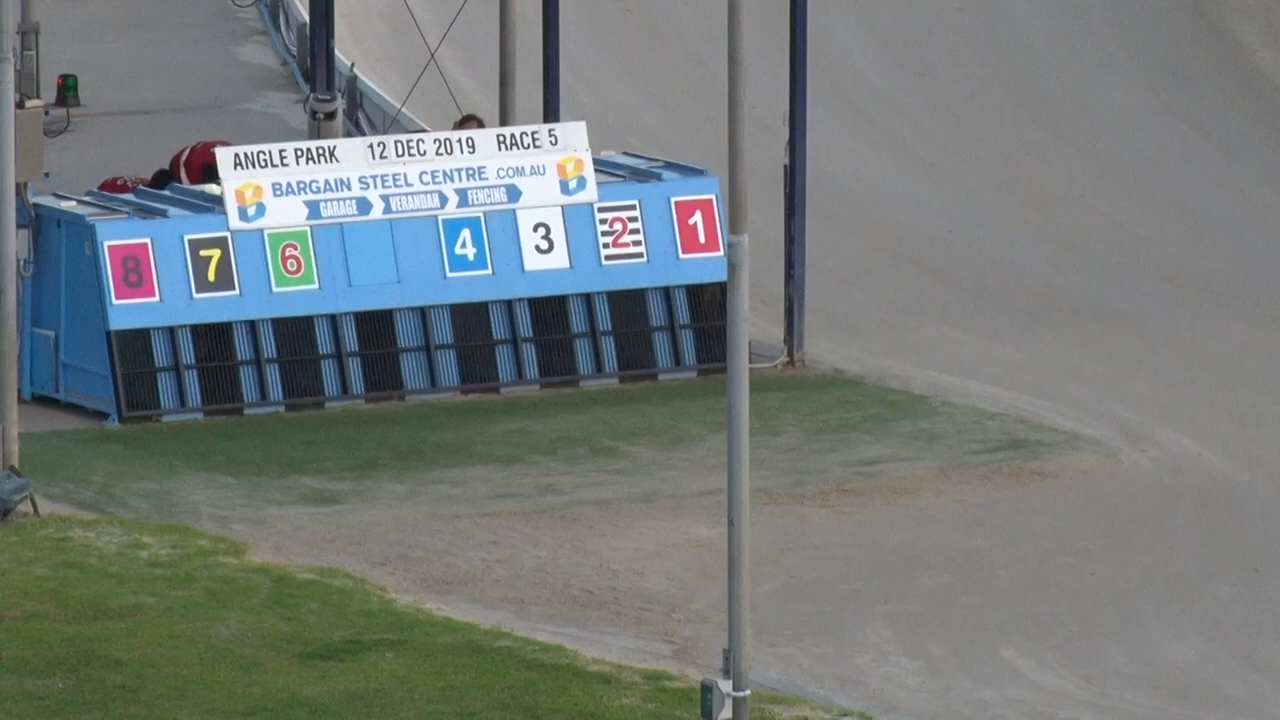 ANGLE PARK 12 DEC 2019 RACE 5
BARGAIN STEEL CENTRE .COM.AU
GARAGE VERANDAH FENCING
8 7 6 4 3 2 1